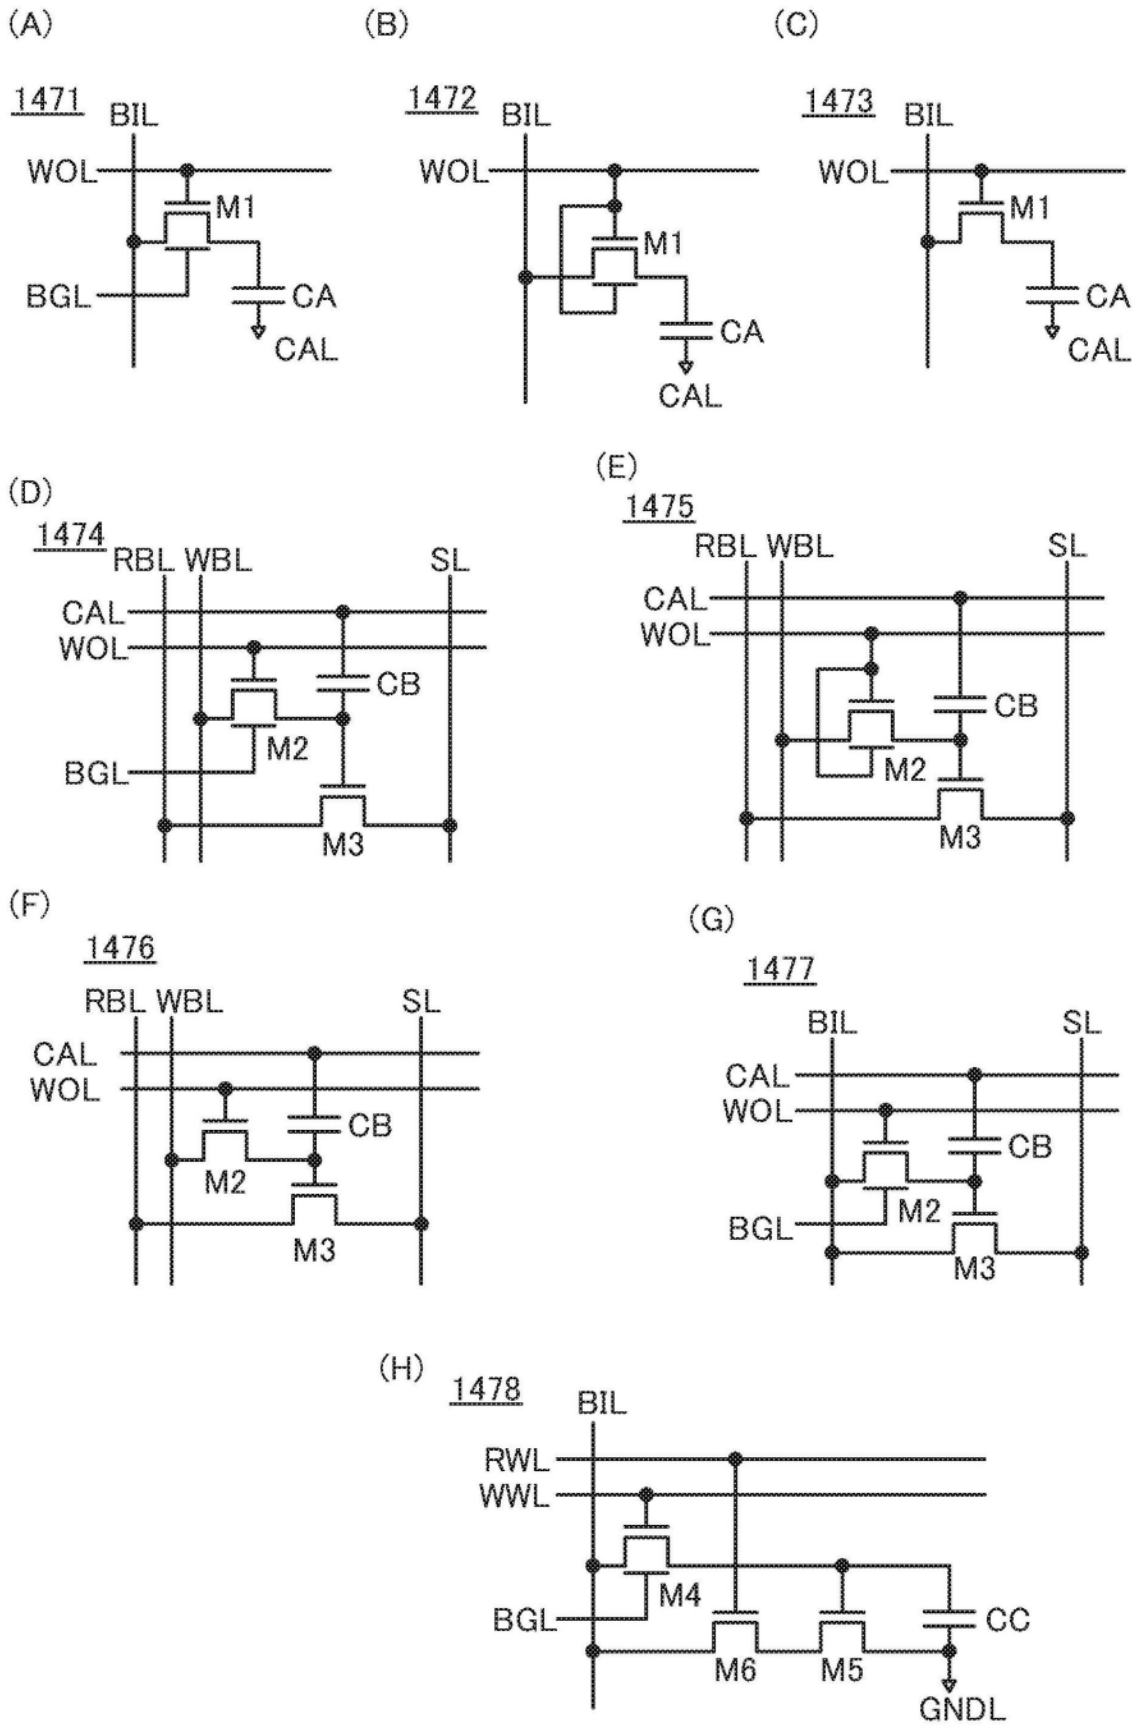 (A)
(B)
(C)
1471
BIL
WOL
M1
BGL
CA
CAL
1472
BIL
WOL
M1
CA
CAL
1473
BIL
WOL
M1
CA
CAL
(D)
1474
RBL WBL SL
CAL
WOL
CB
M2
BGL
M3
(E)
1475
RBL WBL SL
CAL
WOL
CB
M2
M3
(F)
1476
RBL WBL SL
CAL
WOL
CB
M2
M3
(G)
1477
BIL SL
CAL
WOL
CB
M2
BGL
M3
(H)
1478
BIL
RWL
WWL
M4
BGL
CC
M6 M5
GNDL